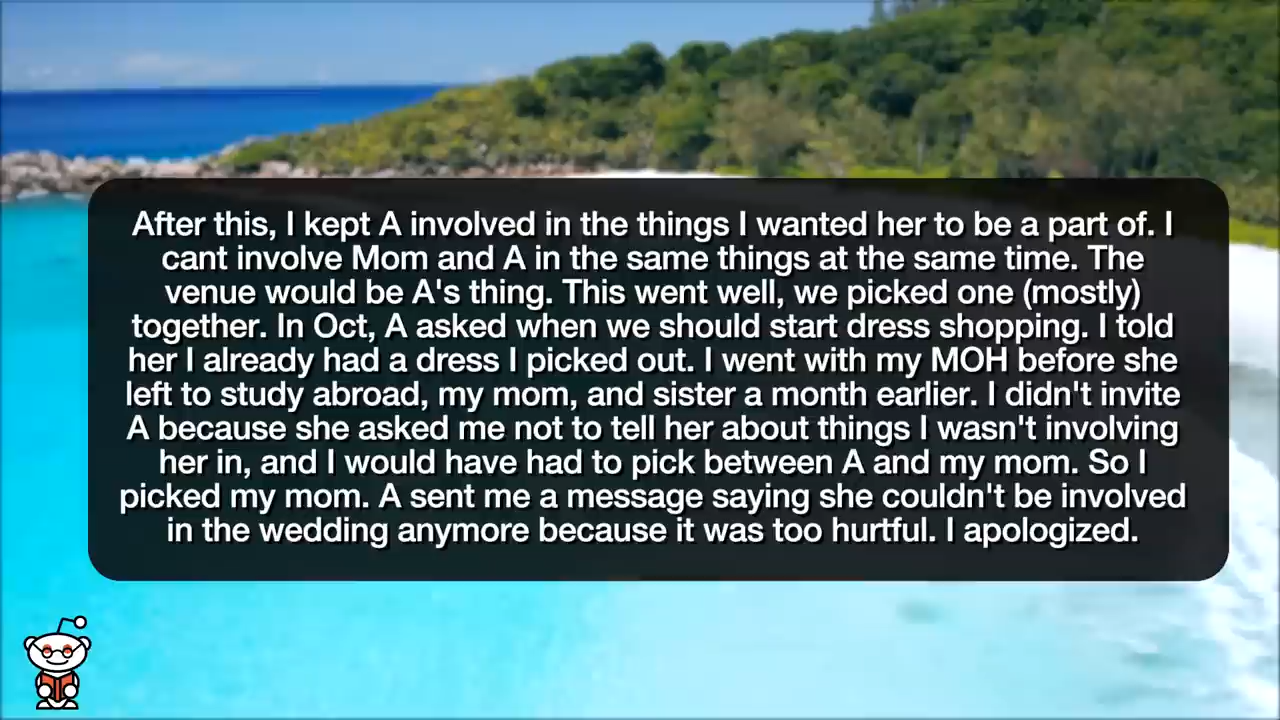 After this, I kept A involved in the things I wanted her to be a part of. I
cant involve Mom and A in the same things at the same time. The
venue would be A's thing. This went well, we picked one (mostly)
together. In Oct, A asked when we should start dress shopping. I told
her I already had a dress I picked out. I went with my MOH before she
left to study abroad, my mom, and sister a month earlier. I didn't invite
A because she asked me not to tell her about things I wasn't involving
her in, and I would have had to pick between A and my mom. So I
picked my mom. A sent me a message saying she couldn't be involved
in the wedding anymore because it was too hurtful. I apologized.